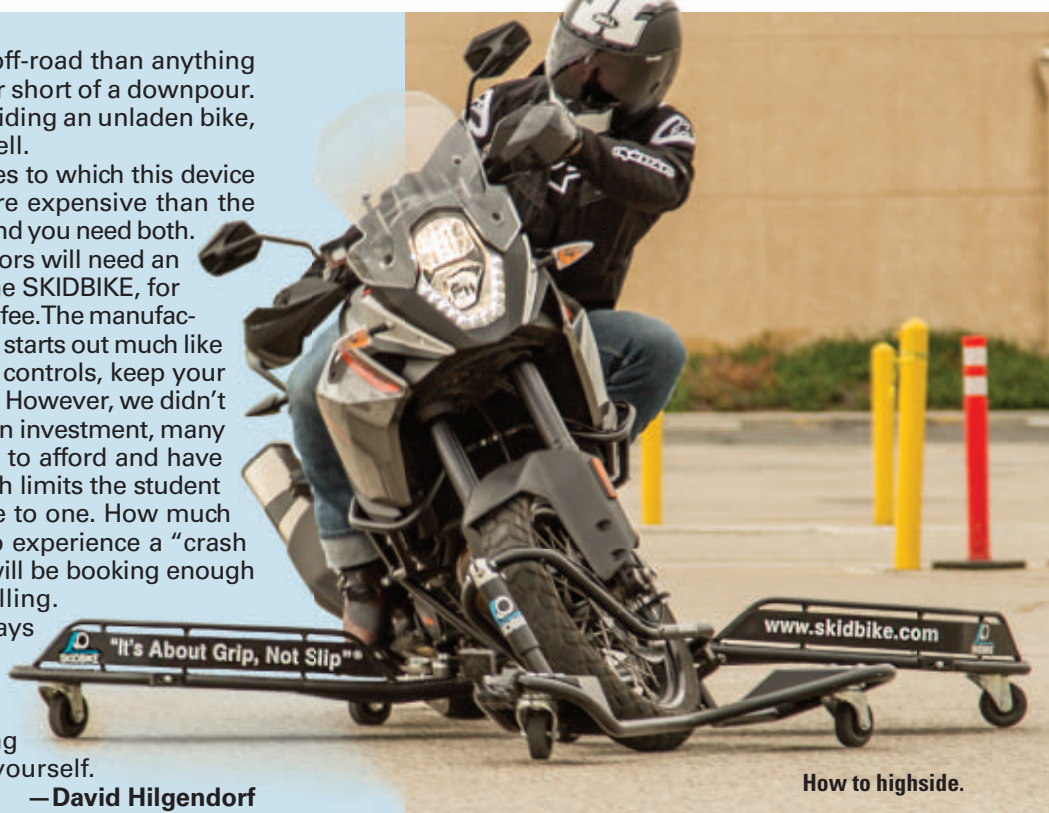 off-road than anything
r short of a downpour.
iding an unladen bike,
ell.
es to which this device
re expensive than the
nd you need both.
ors will need an
e SKIDBIKE, for
fee.The manufac-
starts out much like
controls, keep your
However, we didn’t
n investment, many
to afford and have
h limits the student
e to one. How much
o experience a “crash
vill be booking enough
lling.
ays
ng
yourself.
—David Hilgendorf
BELL
"It's About Grip, Not Slip"®
SKIDBIKE
www.skidbike.com
How to highside.